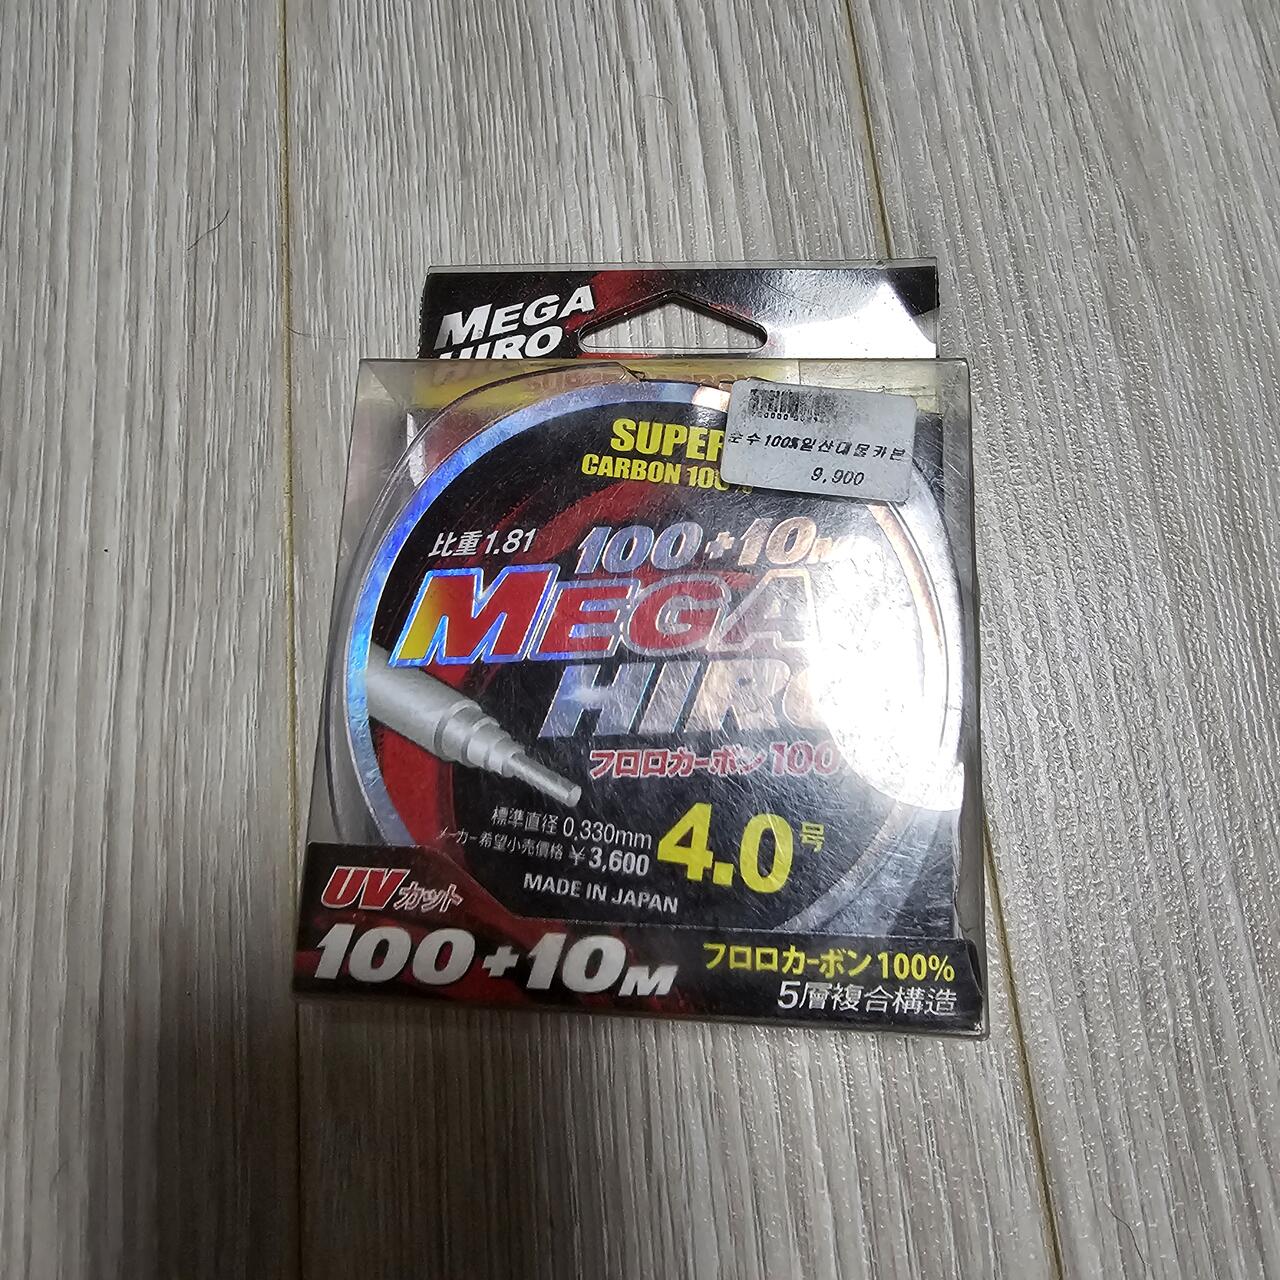 MEGA
HIRO
SUPER
CARBON 100%
순수100%일산대물카본
9,900
比重1.81
100+10M
MEGA
HIRO
フロロカーボン100
標準直径 0.330mm
メーカー希望小売価格 ¥3,600
4.0号
MADE IN JAPAN
UVカット
100+10M
フロロカーボン100%
5層複合構造